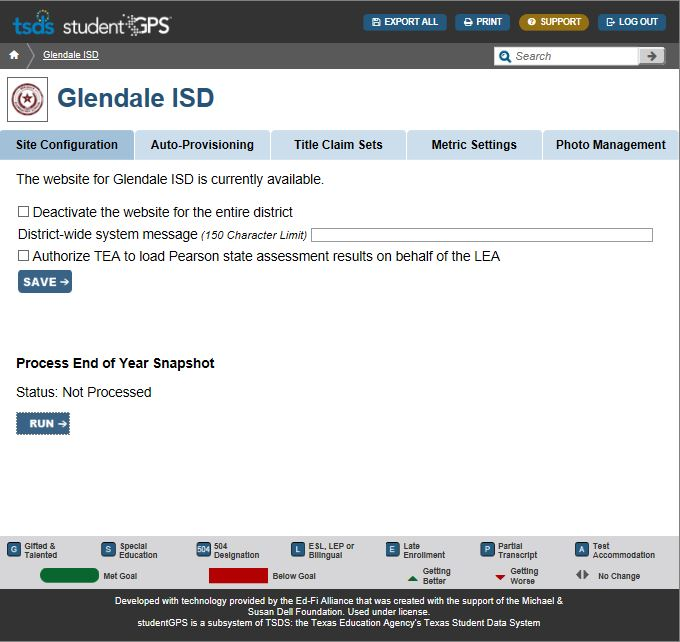 tsds studentGPS
EXPORT ALL PRINT SUPPORT LOG OUT
Glendale ISD Search
Glendale ISD
Site Configuration Auto-Provisioning Title Claim Sets Metric Settings Photo Management
The website for Glendale ISD is currently available.
Deactivate the website for the entire district
District-wide system message (150 Character Limit)
Authorize TEA to load Pearson state assessment results on behalf of the LEA
SAVE
Process End of Year Snapshot
Status: Not Processed
RUN
G Gifted & Talented
S Special Education
504 504 Designation
L ESL, LEP or Bilingual
E Late Enrollment
P Partial Transcript
A Test Accommodation
Met Goal Below Goal Getting Better Getting Worse No Change
Developed with technology provided by the Ed-Fi Alliance that was created with the support of the Michael &
Susan Dell Foundation. Used under license.
studentGPS is a subsystem of TSDS: the Texas Education Agency's Texas Student Data System